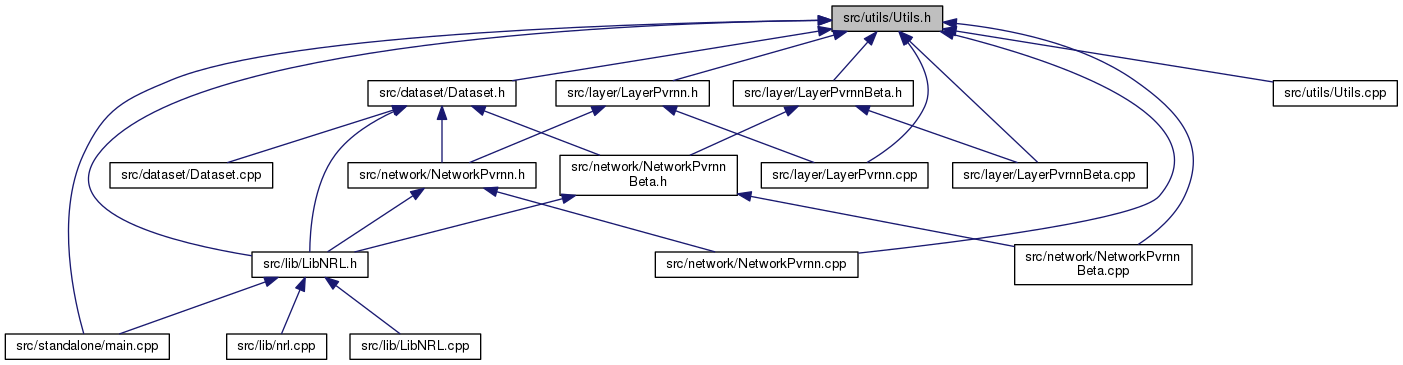 src/utils/Utils.h
src/dataset/Dataset.h
src/layer/LayerPvrnn.h
src/layer/LayerPvrnnBeta.h
src/utils/Utils.cpp
src/dataset/Dataset.cpp
src/network/NetworkPvrnn.h
src/network/NetworkPvrnn
Beta.h
src/layer/LayerPvrnn.cpp
src/layer/LayerPvrnnBeta.cpp
src/lib/LibNRL.h
src/network/NetworkPvrnn.cpp
src/network/NetworkPvrnn
Beta.cpp
src/standalone/main.cpp
src/lib/nrl.cpp
src/lib/LibNRL.cpp